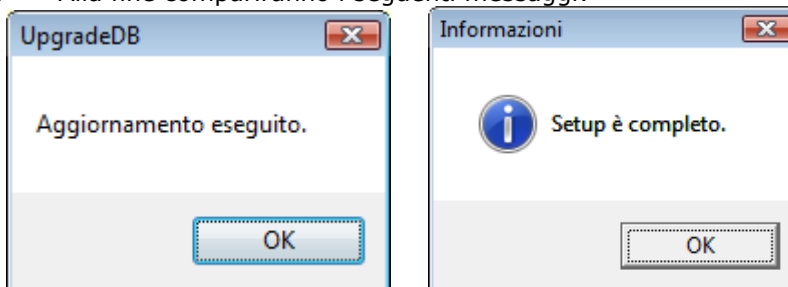 Alla fine compariranno i seguenti messaggi:
UpgradeDB
Informazioni
Aggiornamento eseguito.
Setup è completo.
OK
OK